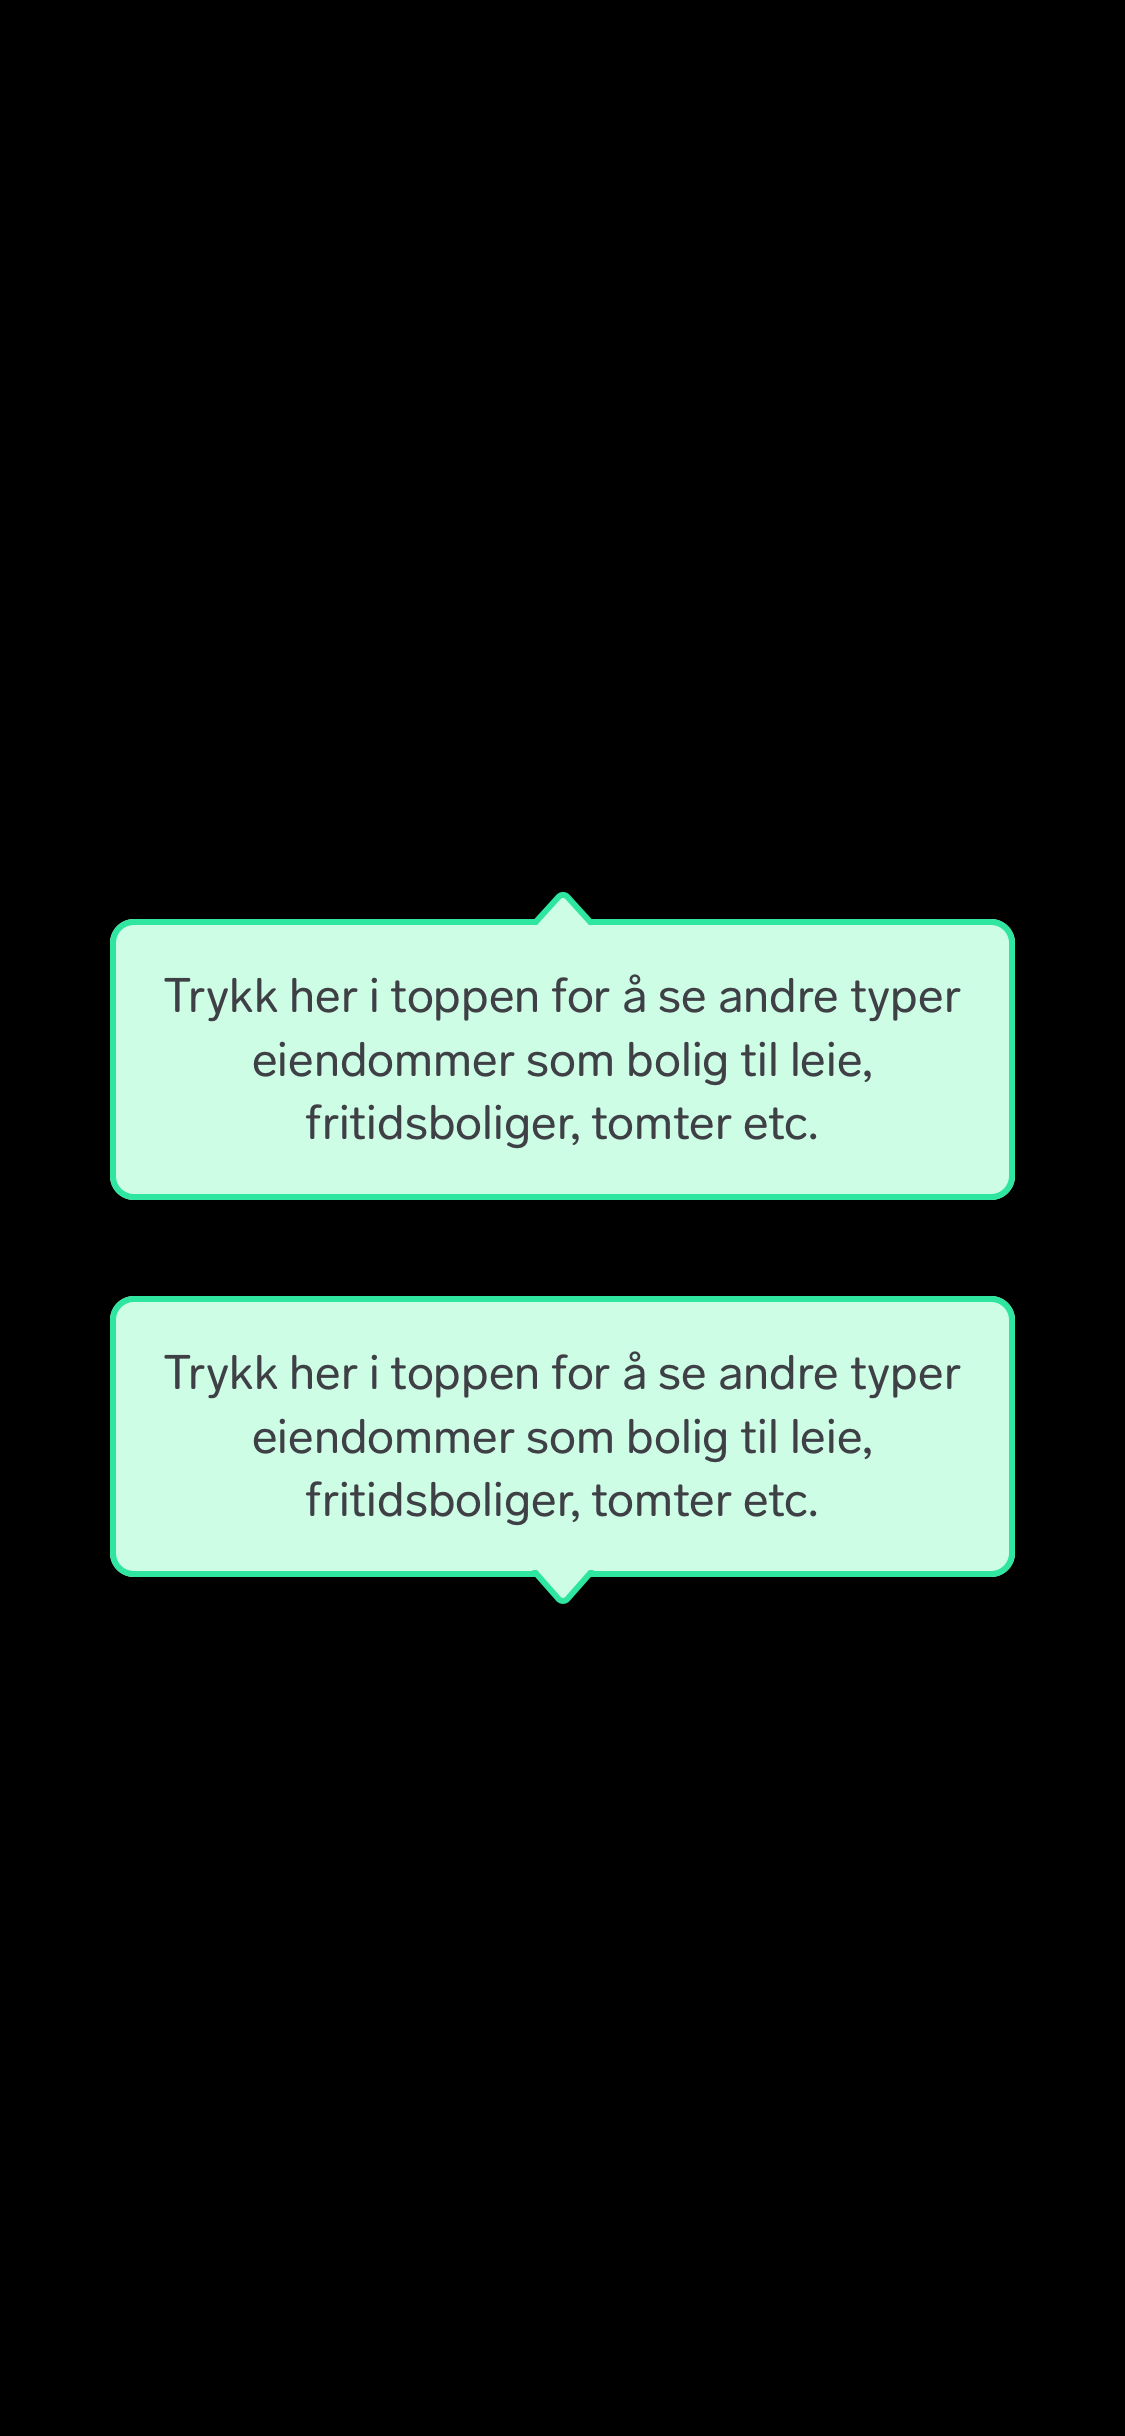 Trykk her i toppen for å se andre typer
eiendommer som bolig til leie,
fritidsboliger, tomter etc.
Trykk her i toppen for å se andre typer
eiendommer som bolig til leie,
fritidsboliger, tomter etc.